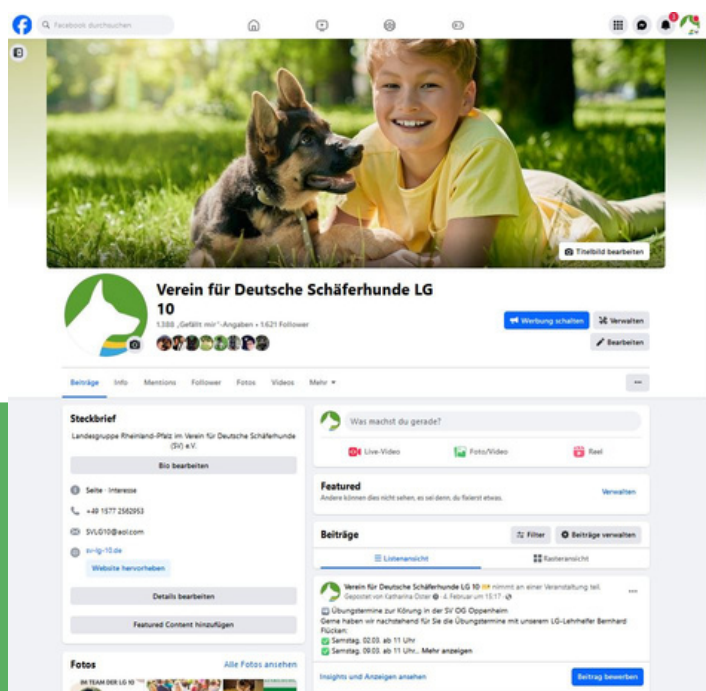 Facebook durchsuchen
3
Titelbild bearbeiten
Verein für Deutsche Schäferhunde LG
10
1.388 „Gefällt mir“-Angaben • 1.621 Follower
Werbung schalten
Verwalten
Bearbeiten
Beiträge Info Mentions Follower Fotos Videos Mehr
Steckbrief
Landesgruppe Rheinland-Pfalz im Verein für Deutsche Schäferhunde
(SV) e.V.
Bio bearbeiten
Seite · Interesse
+49 1577 2562953
SVLG10@aol.com
sv-lg-10.de
Website hervorheben
Details bearbeiten
Featured Content hinzufügen
Fotos
Alle Fotos ansehen
IM TEAM DER LG 10
Was machst du gerade?
Live-Video Foto/Video Reel
Featured
Verwalten
Andere können dies nicht sehen, es sei denn, du fixierst etwas.
Beiträge
Filter
Beiträge verwalten
Listenansicht
Rasteransicht
Verein für Deutsche Schäferhunde LG 10 nimmt an einer Veranstaltung teil.
Gepostet von Katharina Oster · 4. Februar um 15:17 ·
Übungstermine zur Körung in der SV OG Oppenheim
Gerne haben wir nachstehend für Sie die Übungstermine mit unserem LG-Lehrhelfer Bernhard
Flücken:
Samstag, 02.03. ab 11 Uhr
Samstag, 09.03. ab 11 Uhr... Mehr anzeigen
Insights und Anzeigen ansehen
Beitrag bewerben